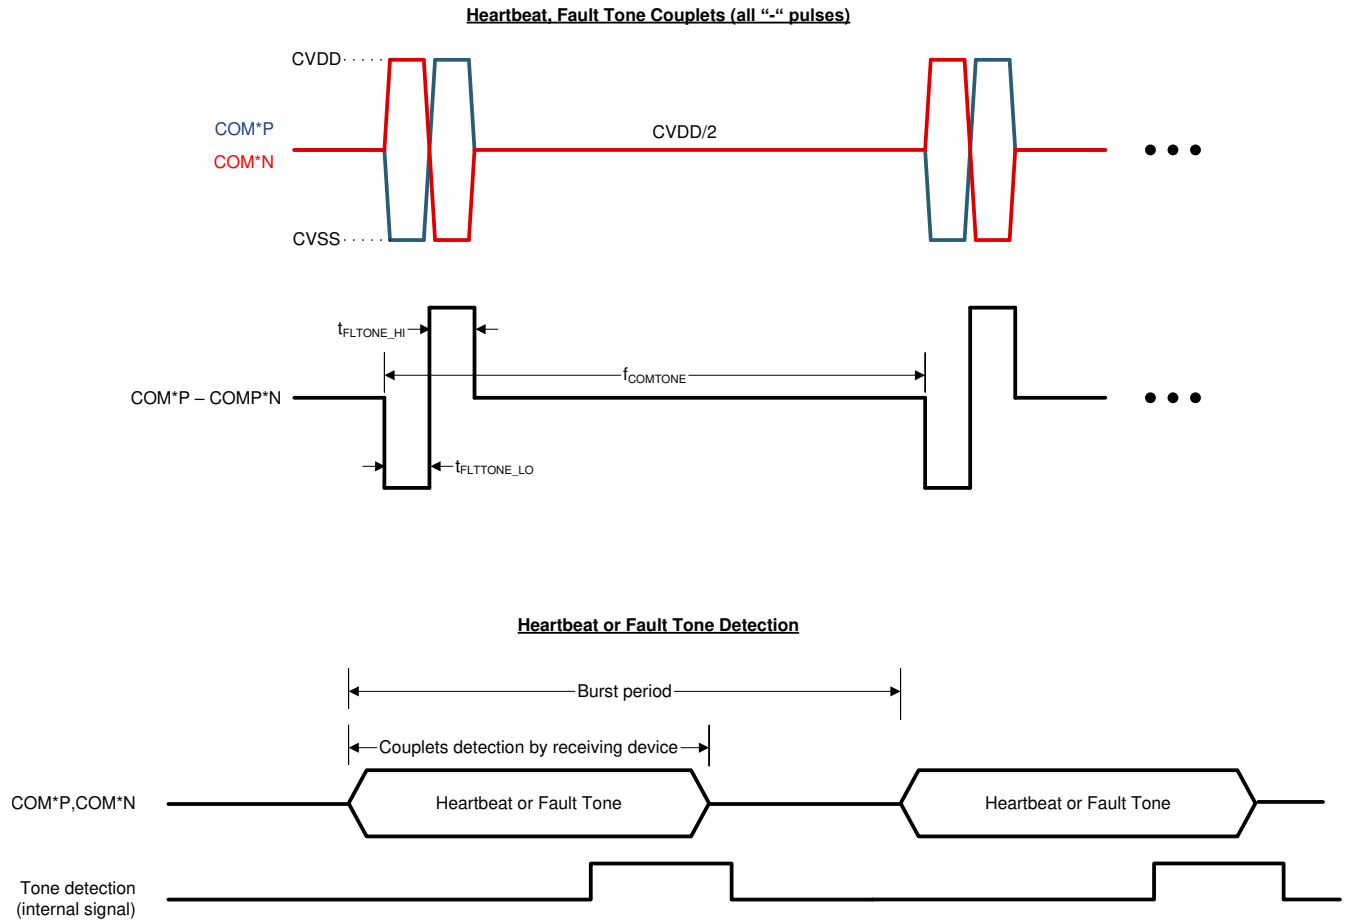 Heartbeat, Fault Tone Couplets (all “-“ pulses)
CVDD
COM*P
COM*N
CVDD/2
CVSS
tFLTONE_HI
fCOMTONE
COM*P – COMP*N
tFLTTONE_LO
Heartbeat or Fault Tone Detection
Burst period
Couplets detection by receiving device
COM*P,COM*N
Heartbeat or Fault Tone
Heartbeat or Fault Tone
Tone detection
(internal signal)